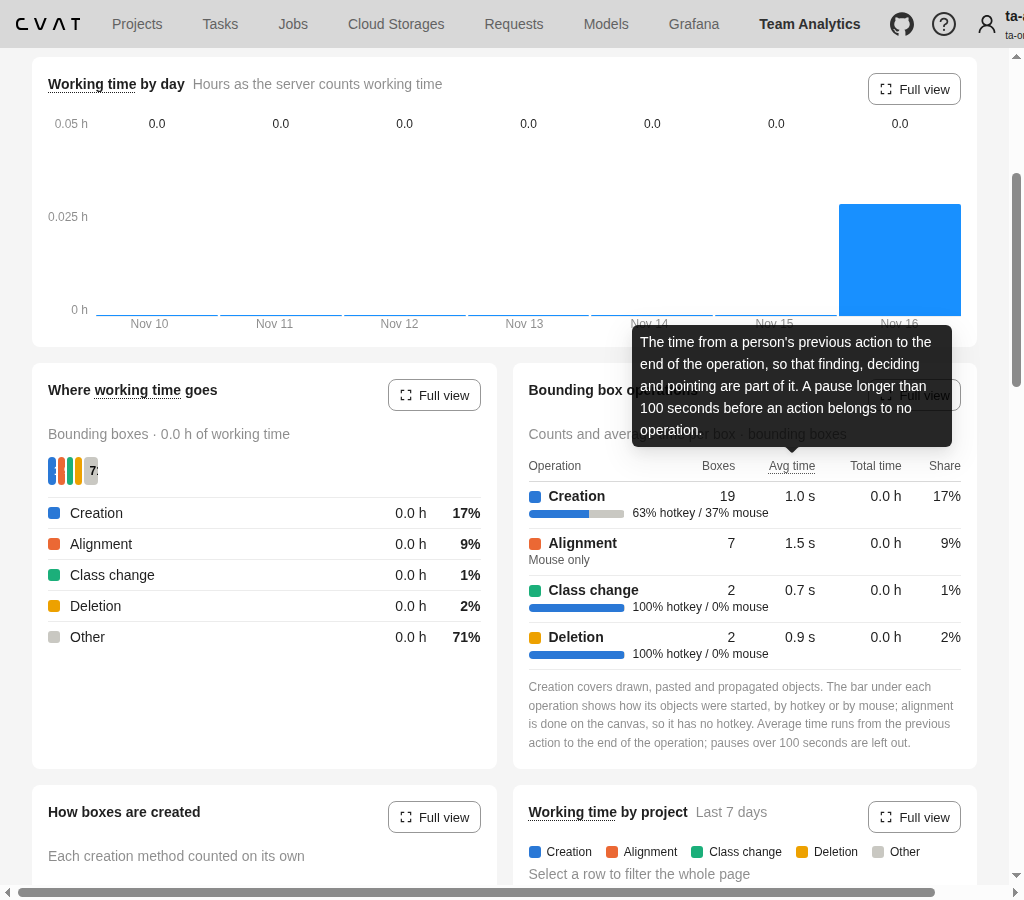 CVAT Projects Tasks Jobs Cloud Storages Requests Models Grafana Team Analytics
ta-
Working time by day Hours as the server counts working time
Full view
0.05 h 0.0 0.0 0.0 0.0 0.0 0.0 0.0
0.025 h
0 h
Nov 10 Nov 11 Nov 12 Nov 13 Nov 14 Nov 15 Nov 16
The time from a person's previous action to the
end of the operation, so that finding, deciding
and pointing are part of it. A pause longer than
100 seconds before an action belongs to no
operation.
Where working time goes
Full view
Bounding boxes · 0.0 h of working time
Creation 0.0 h 17%
Alignment 0.0 h 9%
Class change 0.0 h 1%
Deletion 0.0 h 2%
Other 0.0 h 71%
Bounding box operations
Full view
Counts and average time per box · bounding boxes
Operation Boxes Avg time Total time Share
Creation 19 1.0 s 0.0 h 17%
63% hotkey / 37% mouse
Alignment 7 1.5 s 0.0 h 9%
Mouse only
Class change 2 0.7 s 0.0 h 1%
100% hotkey / 0% mouse
Deletion 2 0.9 s 0.0 h 2%
100% hotkey / 0% mouse
Creation covers drawn, pasted and propagated objects. The bar under each
operation shows how its objects were started, by hotkey or by mouse; alignment
is done on the canvas, so it has no hotkey. Average time runs from the previous
action to the end of the operation; pauses over 100 seconds are left out.
How boxes are created
Full view
Each creation method counted on its own
Working time by project Last 7 days
Full view
Creation Alignment Class change Deletion Other
Select a row to filter the whole page